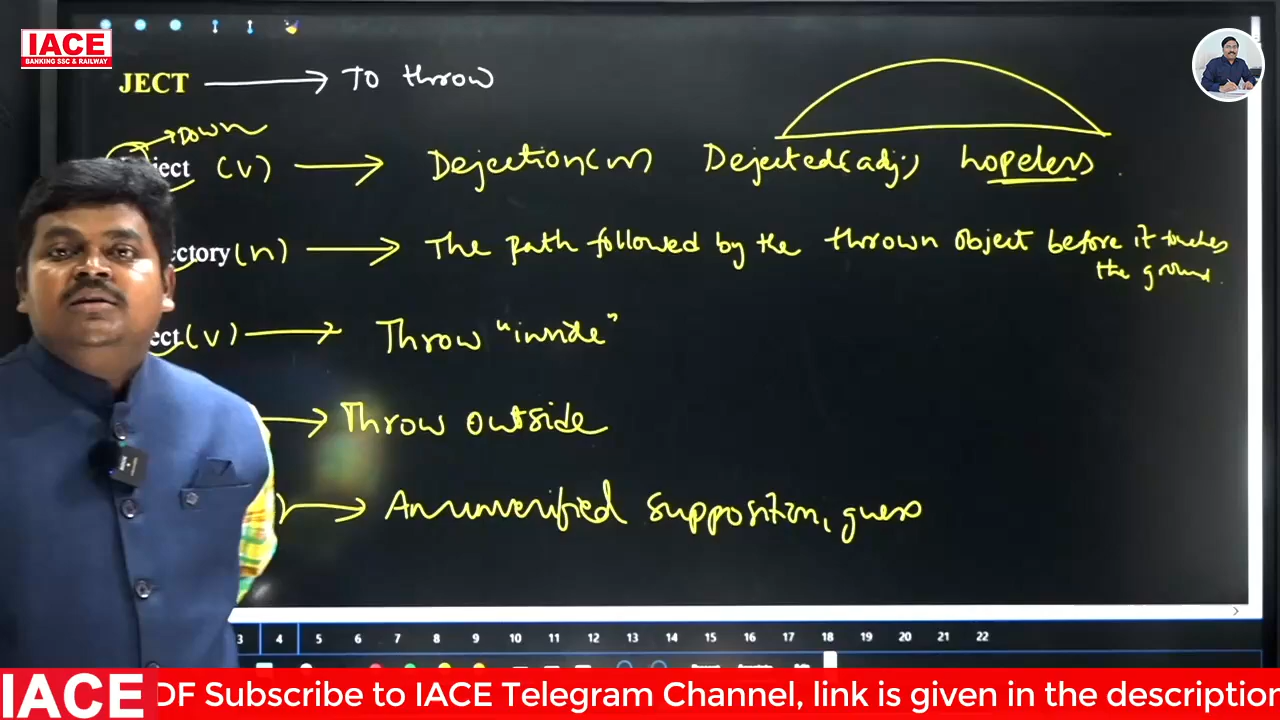 IACE
BANKING SSC & RAILWAY
JECT → To throw
Down
ject (v) → Dejection(n) Dejected(adj) hopeless
ectory (n) → The path followed by the thrown object before it touches
the ground.
ect (v) → Throw "inside"
→ Throw outside
→ An unverified supposition, guess
3 4 5 6 7 8 9 10 11 12 13 14 15 16 17 18 19 20 21 22
IACE DF Subscribe to IACE Telegram Channel, link is given in the description